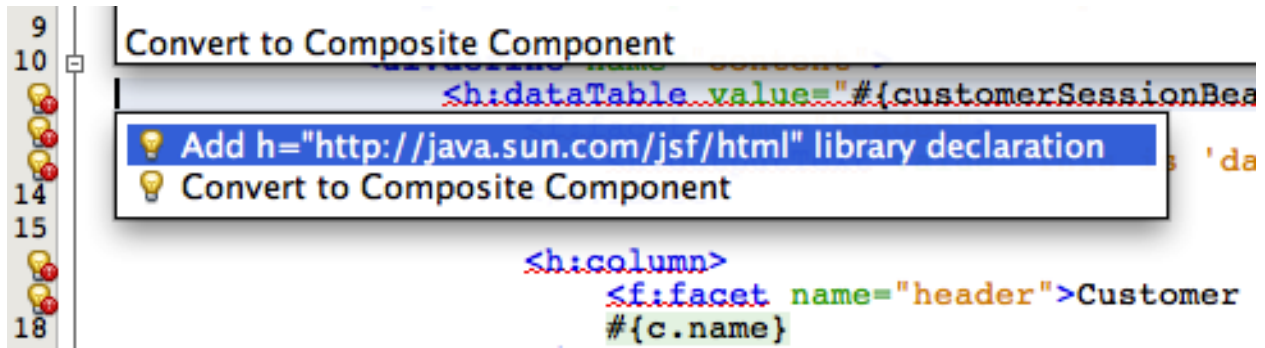 9
Convert to Composite Component
10
<h:dataTable value="#{customerSessionBea
Add h="http://java.sun.com/jsf/html" library declaration
'da
14
Convert to Composite Component
15
<h:column>
<f:facet name="header">Customer
18
#{c.name}